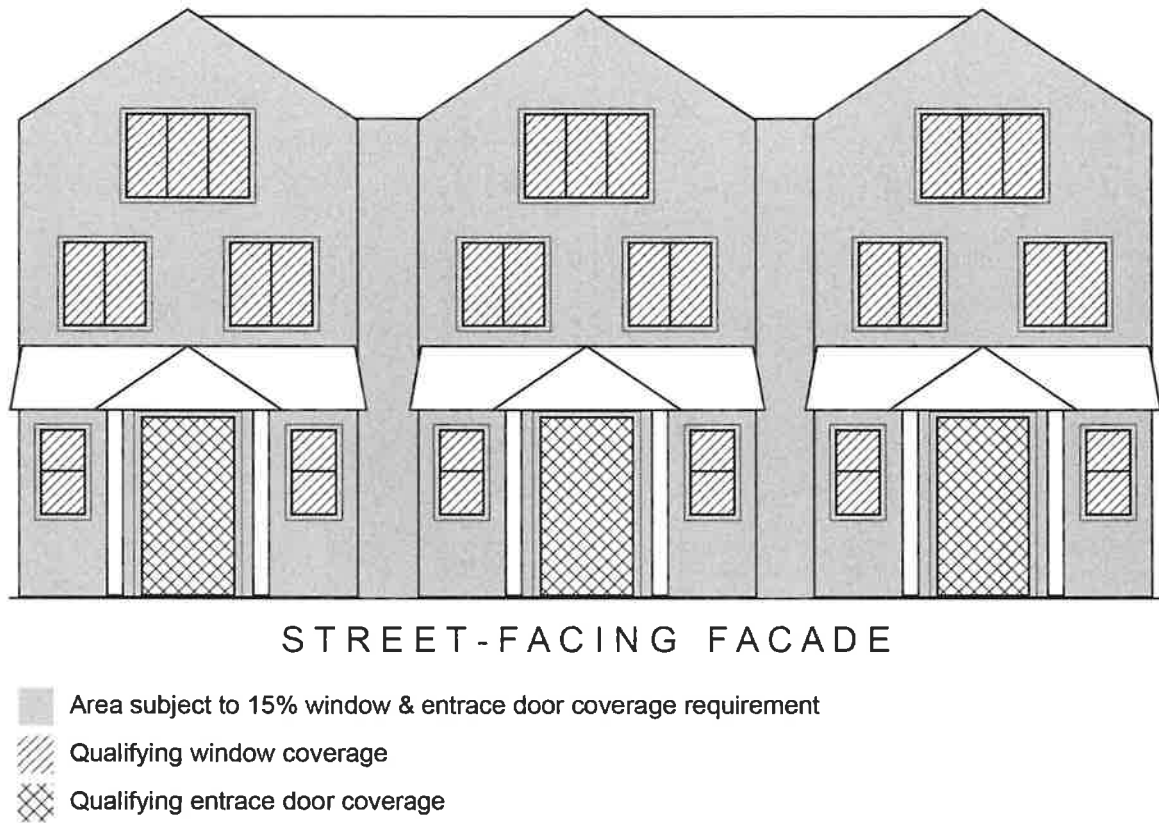 STREET-FACING FACADE
Area subject to 15% window & entrace door coverage requirement
Qualifying window coverage
Qualifying entrace door coverage